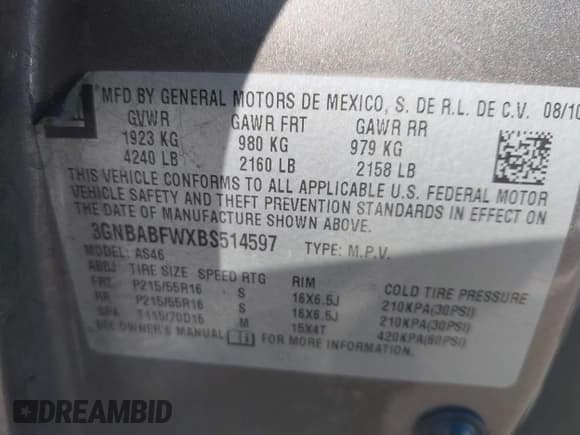 *MFD BY GENERAL MOTORS DE MEXICO, S. DE R.L. DE C.V. 08/10
GVWR GAWR FRT GAWR RR
1923 KG 980 KG 979 KG
4240 LB 2160 LB 2158 LB
THIS VEHICLE CONFORMS TO ALL APPLICABLE U.S. FEDERAL MOTOR
VEHICLE SAFETY AND THEFT PREVENTION STANDARDS IN EFFECT ON
THE DATE OF MANUFACTURE SHOWN ABOVE.
3GNBABFWXBS514597 TYPE: M.P.V.
MODEL: AS46
ABBJ TIRE SIZE SPEED RTG RIM COLD TIRE PRESSURE
FRT P215/55R16 S 16X6.5J 210KPA(30PSI)
RR P215/55R16 S 16X6.5J 210KPA(30PSI)
SPA T115/70D15 M 15X4T 420KPA(60PSI)
SEE OWNER'S MANUAL FOR MORE INFORMATION.
DREAMBID